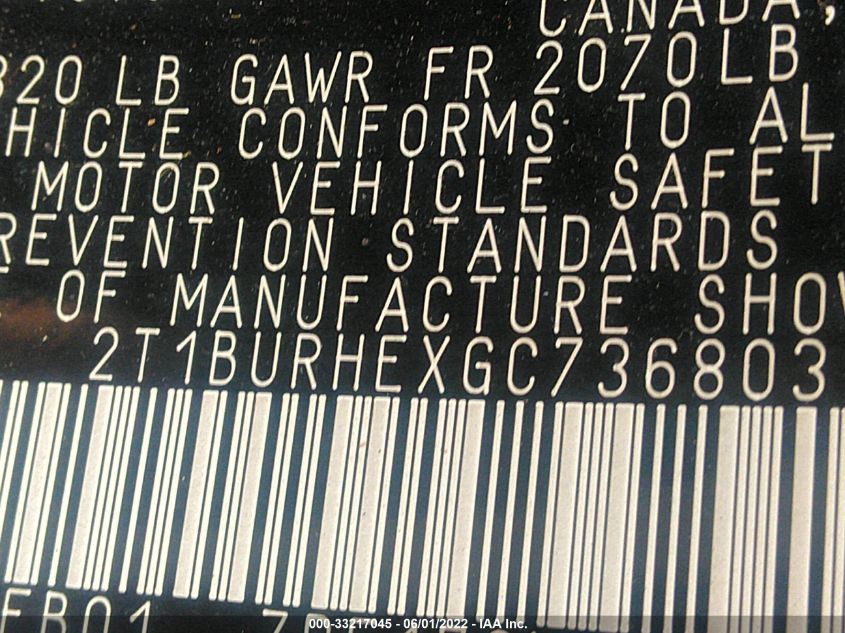 CANADA,
320 LB GAWR FR 2070LB
HICLE CONFORMS TO AL
MOTOR VEHICLE SAFET
REVENTION STANDARDS
OF MANUFACTURE SHOW
2T1BURHEXGC736803
000-33217045 - 06/01/2022 - IAA Inc.